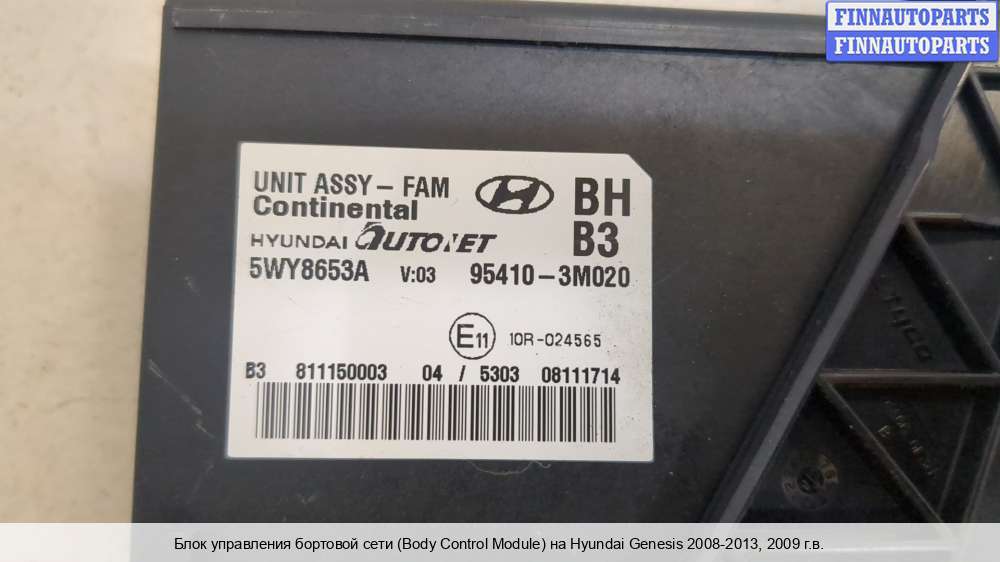 FINNAUTOPARTS
FINNAUTOPARTS
UNIT ASSY – FAM
Continental
BH
HYUNDAI AUTONET
B3
5WY8653A V:03 95410–3M020
E11 10R-024565
B3 811150003 04 / 5303 08111714
Блок управления бортовой сети (Body Control Module) на Hyundai Genesis 2008-2013, 2009 г.в.